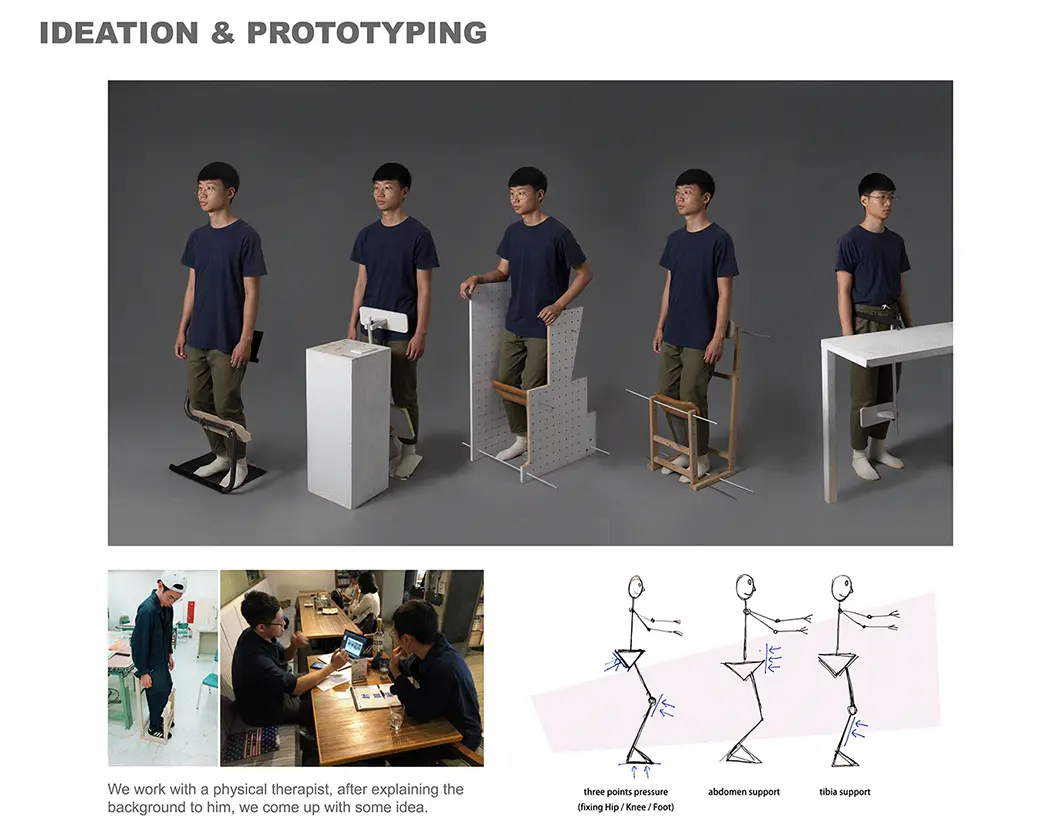 IDEATION & PROTOTYPING
We work with a physical therapist, after explaining the
background to him, we come up with some idea.
three points pressure
(fixing Hip / Knee / Foot)
abdomen support
tibia support